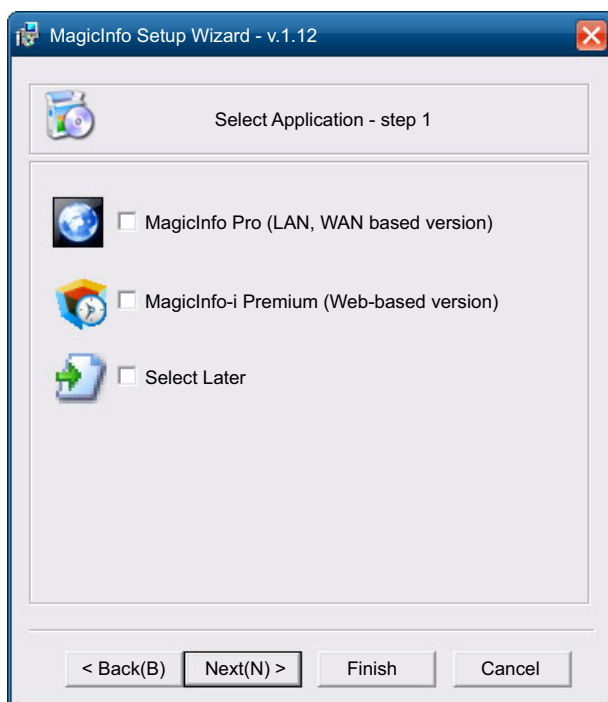 MagicInfo Setup Wizard - v.1.12
Select Application - step 1
MagicInfo Pro (LAN, WAN based version)
MagicInfo-i Premium (Web-based version)
Select Later
< Back(B) Next(N) > Finish Cancel